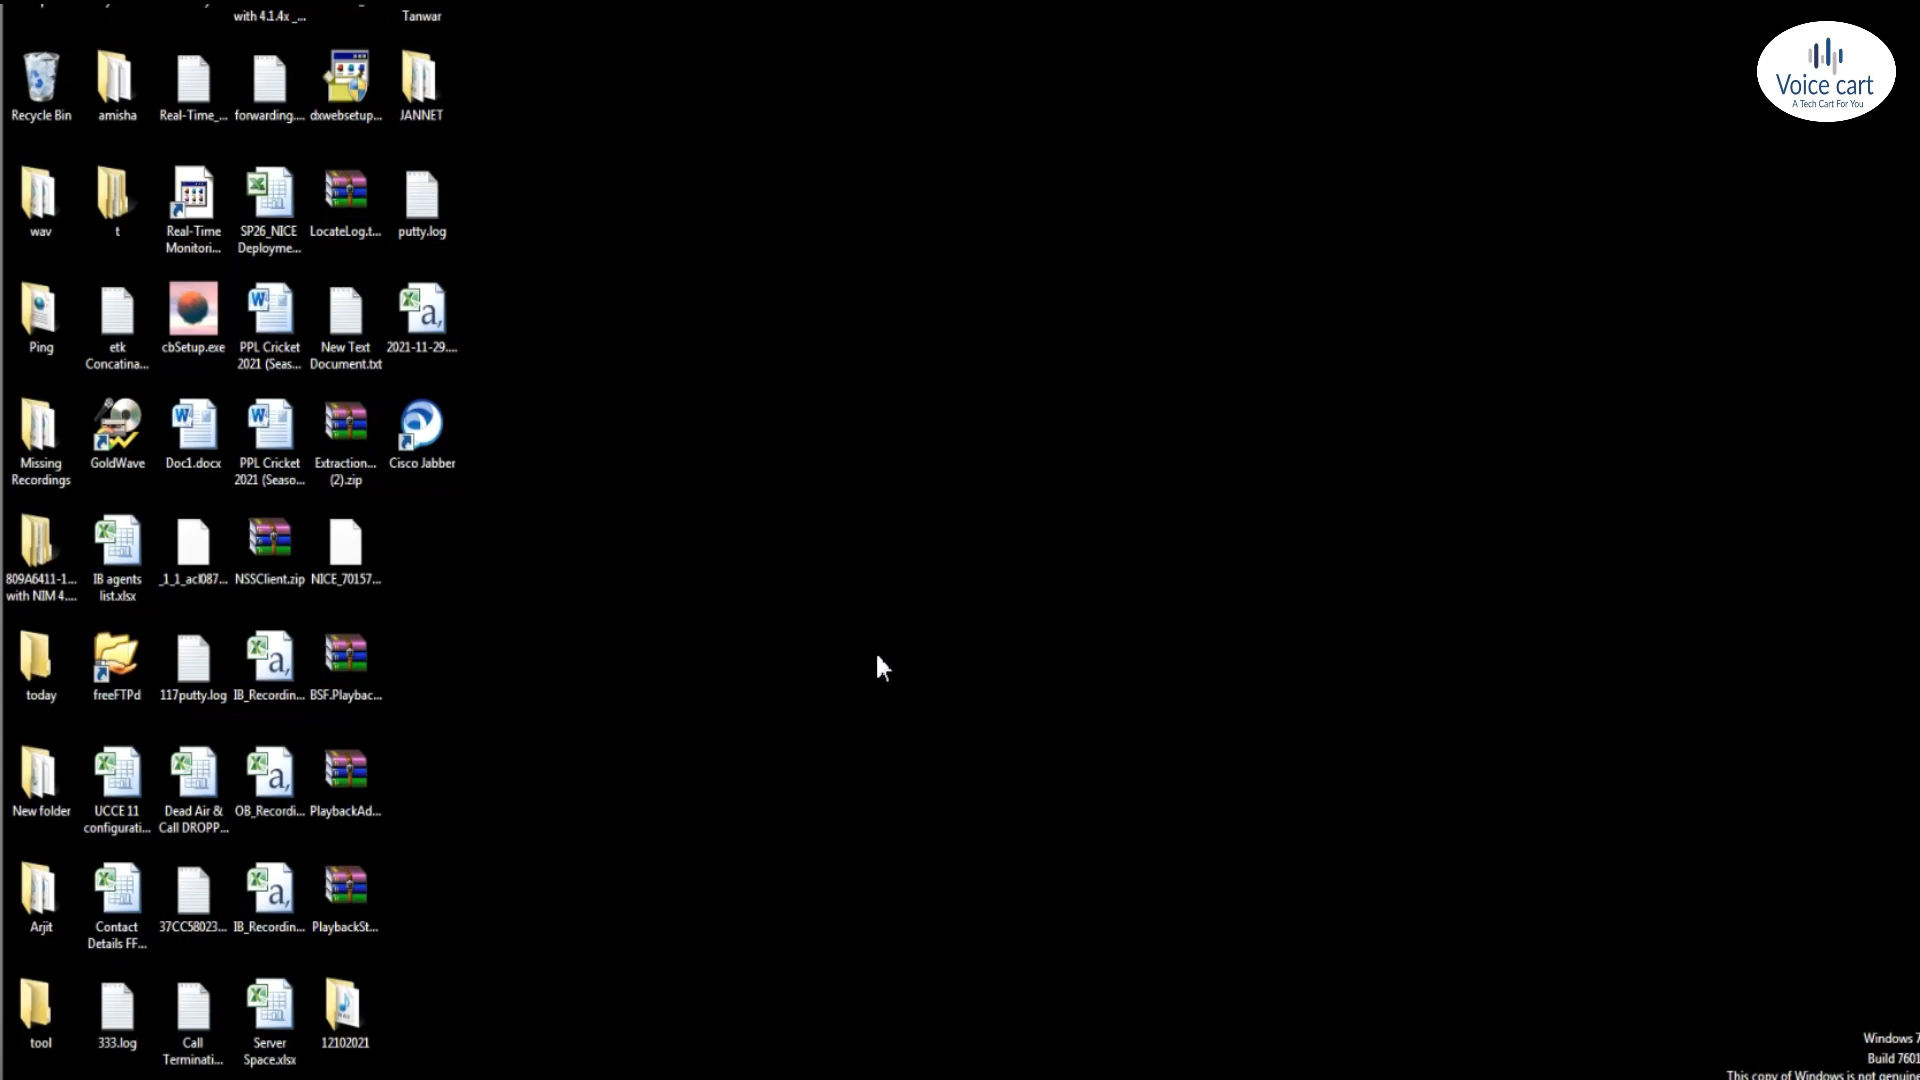 with 4.1.4x_...
Tanwar
Recycle Bin
amisha
Real-Time_...
forwarding....
dxwebsetup...
JANNET
wav
t
Real-Time
Monitori...
SP26_NICE
Deployme...
LocateLog.t...
putty.log
Ping
etk
Concatina...
cbSetup.exe
PPL Cricket
2021 (Seas...
New Text
Document.txt
2021-11-29....
Missing
Recordings
GoldWave
Doc1.docx
PPL Cricket
2021 (Seaso...
Extraction...
(2).zip
Cisco Jabber
809A6411-1...
with NIM 4....
IB agents
list.xlsx
_1_1_acl087...
NSSClient.zip
NICE_70157...
today
freeFTPd
117putty.log
IB_Recordin...
BSF.Playbac...
New folder
UCCE 11
configurati...
Dead Air &
Call DROPP...
OB_Recordi...
PlaybackAd...
Arjit
Contact
Details FF...
37CC58023...
IB_Recordin...
PlaybackSt...
tool
333.log
Call
Terminati...
Server
Space.xlsx
12102021
Voice cart
A Tech Cart For You
Windows 7
Build 7601
This copy of Windows is not genuine